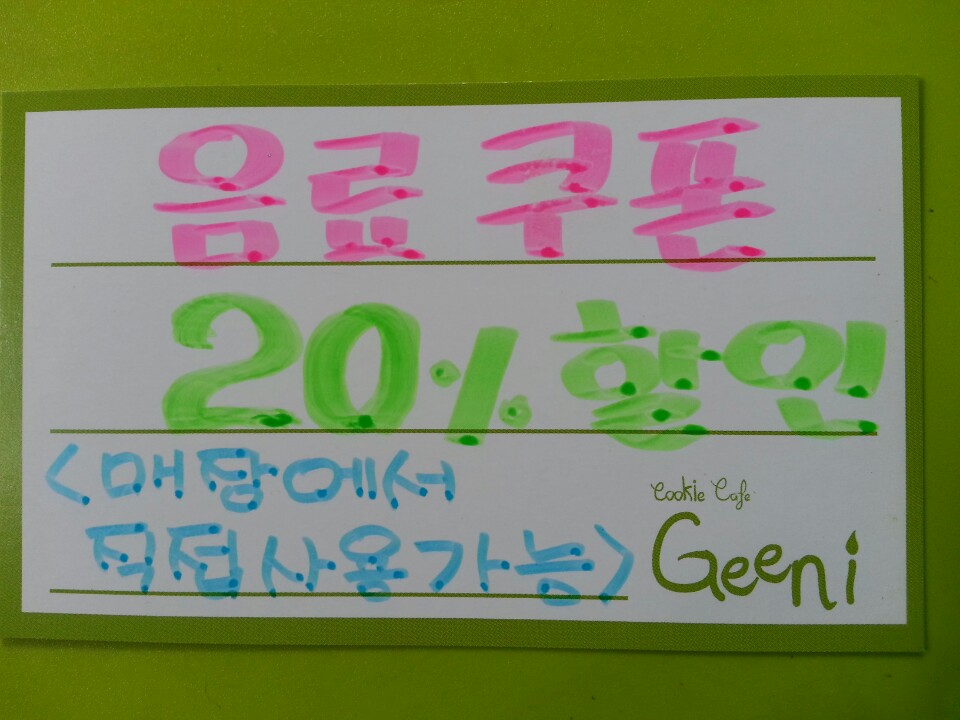 음료 쿠폰
20% 할인
<매장에서
직접사용가능>
Cookie Cafe
Geeni